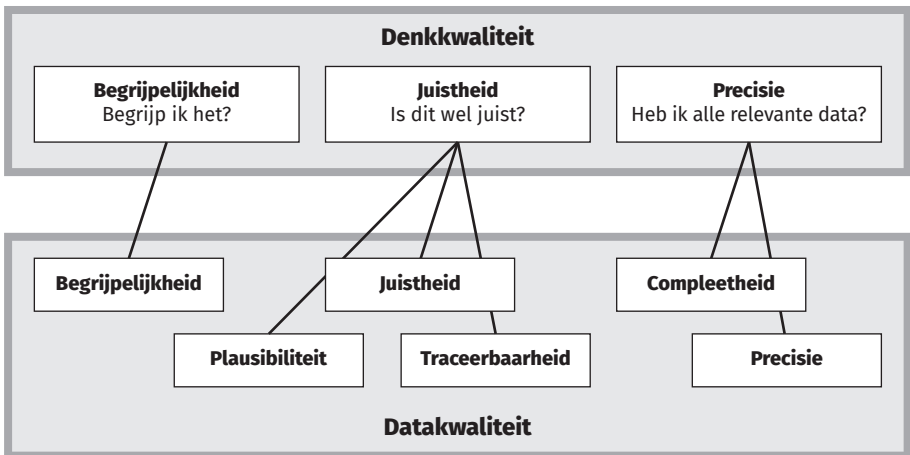 Denkkwaliteit
Begrijpelijkheid
Begrijp ik het?
Juistheid
Is dit wel juist?
Precisie
Heb ik alle relevante data?
Begrijpelijkheid
Juistheid
Compleetheid
Plausibiliteit
Traceerbaarheid
Precisie
Datakwaliteit